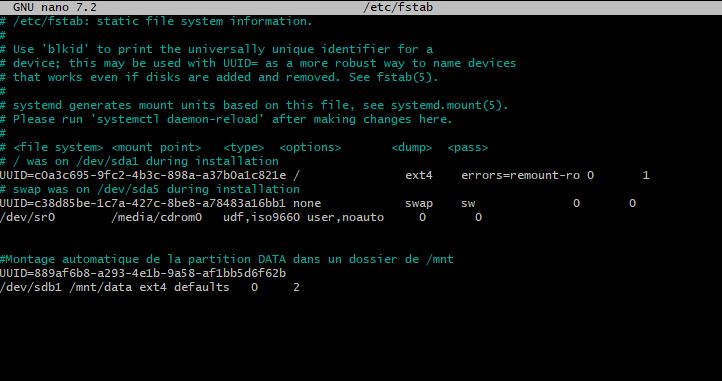 GNU nano 7.2 /etc/fstab
# /etc/fstab: static file system information.
#
# Use 'blkid' to print the universally unique identifier for a
# device; this may be used with UUID= as a more robust way to name devices
# that works even if disks are added and removed. See fstab(5).
#
# systemd generates mount units based on this file, see systemd.mount(5).
# Please run 'systemctl daemon-reload' after making changes here.
#
# <file system> <mount point>   <type>  <options>       <dump>  <pass>
# / was on /dev/sda1 during installation
UUID=c0a3c695-9fc2-4b3c-898a-a37b0a1c821e /               ext4    errors=remount-ro 0       1
# swap was on /dev/sda5 during installation
UUID=c38d85be-1c7a-427c-8be8-a78483a16bb1 none            swap    sw              0       0
/dev/sr0        /media/cdrom0   udf,iso9660 user,noauto     0       0
#Montage automatique de la partition DATA dans un dossier de /mnt
UUID=889af6b8-a293-4e1b-9a58-af1bb5d6f62b
/dev/sdb1 /mnt/data ext4 defaults   0     2